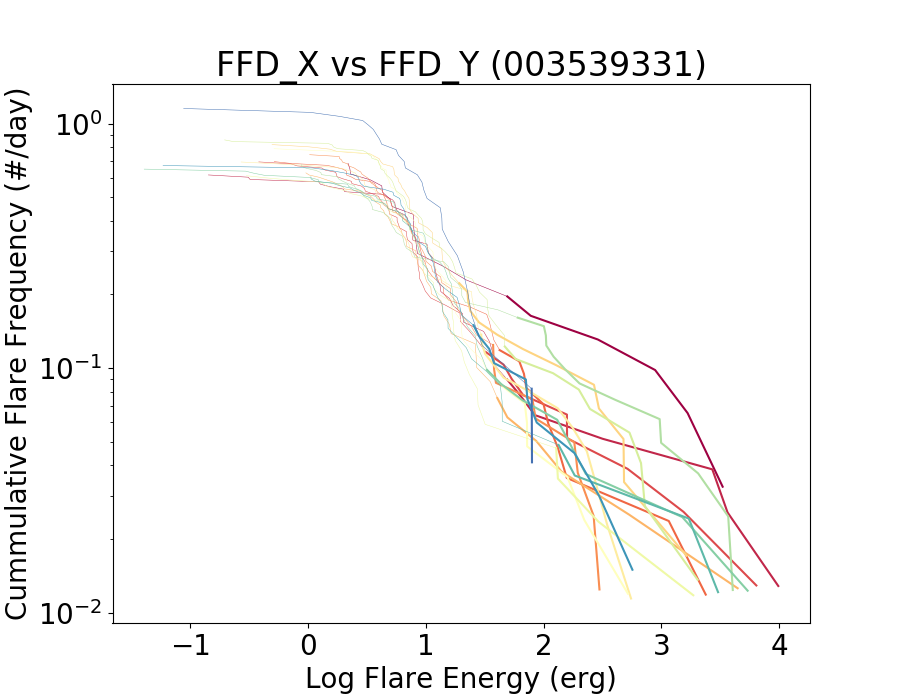 FFD_X vs FFD_Y (003539331)
Cummulative Flare Frequency (#/day)
10⁰
10⁻¹
10⁻²
−1 0 1 2 3 4
Log Flare Energy (erg)